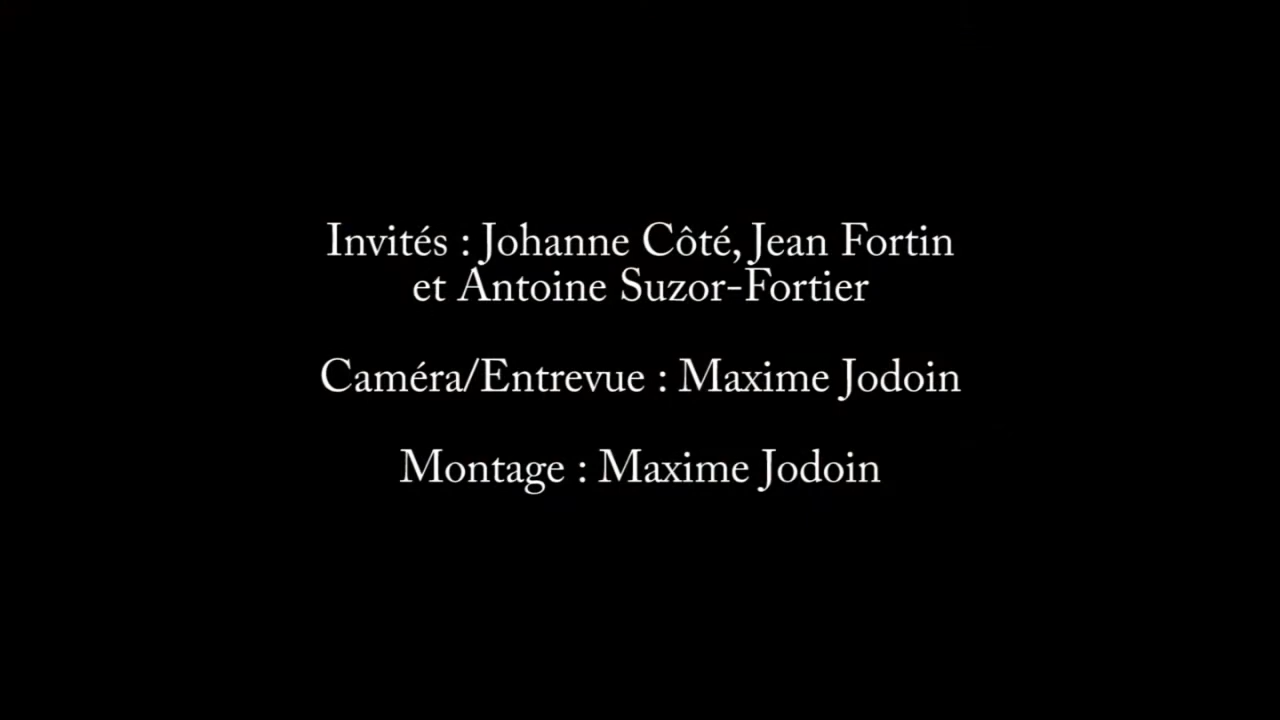 Invités : Johanne Côté, Jean Fortin
et Antoine Suzor-Fortier
Caméra/Entrevue : Maxime Jodoin
Montage : Maxime Jodoin